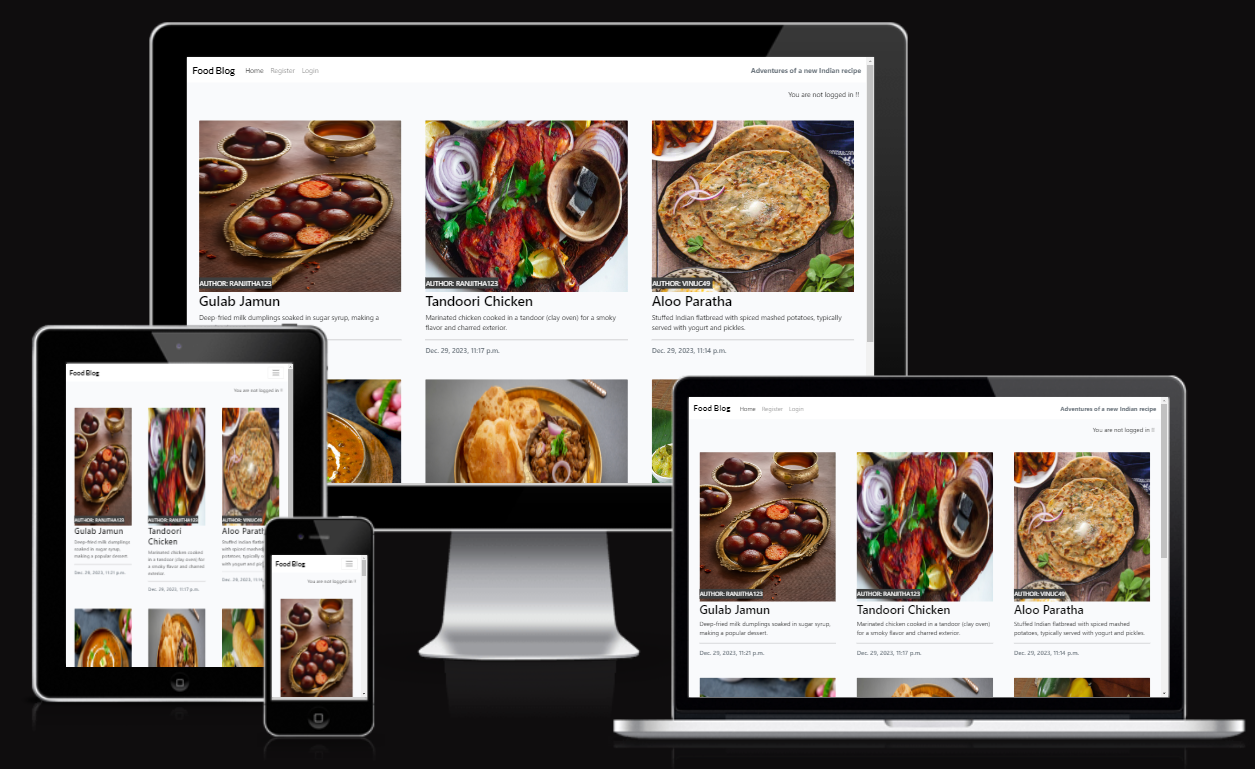 Food Blog Home Register Login Adventures of a new Indian recipe
You are not logged in !!
AUTHOR: RANJITHA123
Gulab Jamun
Deep-fried milk dumplings soaked in sugar syrup, making a
AUTHOR: RANJITHA123
Tandoori Chicken
Marinated chicken cooked in a tandoor (clay oven) for a smoky
flavor and charred exterior.
Dec. 29, 2023, 11:17 p.m.
AUTHOR: VINUC49
Aloo Paratha
Stuffed Indian flatbread with spiced mashed potatoes, typically
served with yogurt and pickles.
Dec. 29, 2023, 11:14 p.m.
Food Blog
You are not logged in !!
AUTHOR: RANJITHA123
Gulab Jamun
Deep-fried milk dumplings
soaked in sugar syrup,
making a popular dessert.
Dec. 29, 2023, 11:21 p.m.
AUTHOR: RANJITHA123
Tandoori
Chicken
Marinated chicken cooked
in a tandoor (clay oven) for
a smoky flavor and charred
exterior.
Dec. 29, 2023, 11:17 p.m.
AUTHOR: VINUC49
Aloo Parath
Stuffed Indian flatbread
with spiced mashed
potatoes, typically
with yogurt and
Dec. 29, 2023, 11:14
Food Blog
You are not logged in !!
Food Blog Home Register Login Adventures of a new Indian recipe
You are not logged in !!
AUTHOR: RANJITHA123
Gulab Jamun
Deep-fried milk dumplings soaked in sugar syrup,
making a popular dessert.
Dec. 29, 2023, 11:21 p.m.
AUTHOR: RANJITHA123
Tandoori Chicken
Marinated chicken cooked in a tandoor (clay oven)
for a smoky flavor and charred exterior.
Dec. 29, 2023, 11:17 p.m.
AUTHOR: VINUC49
Aloo Paratha
Stuffed Indian flatbread with spiced mashed
potatoes, typically served with yogurt and pickles.
Dec. 29, 2023, 11:14 p.m.